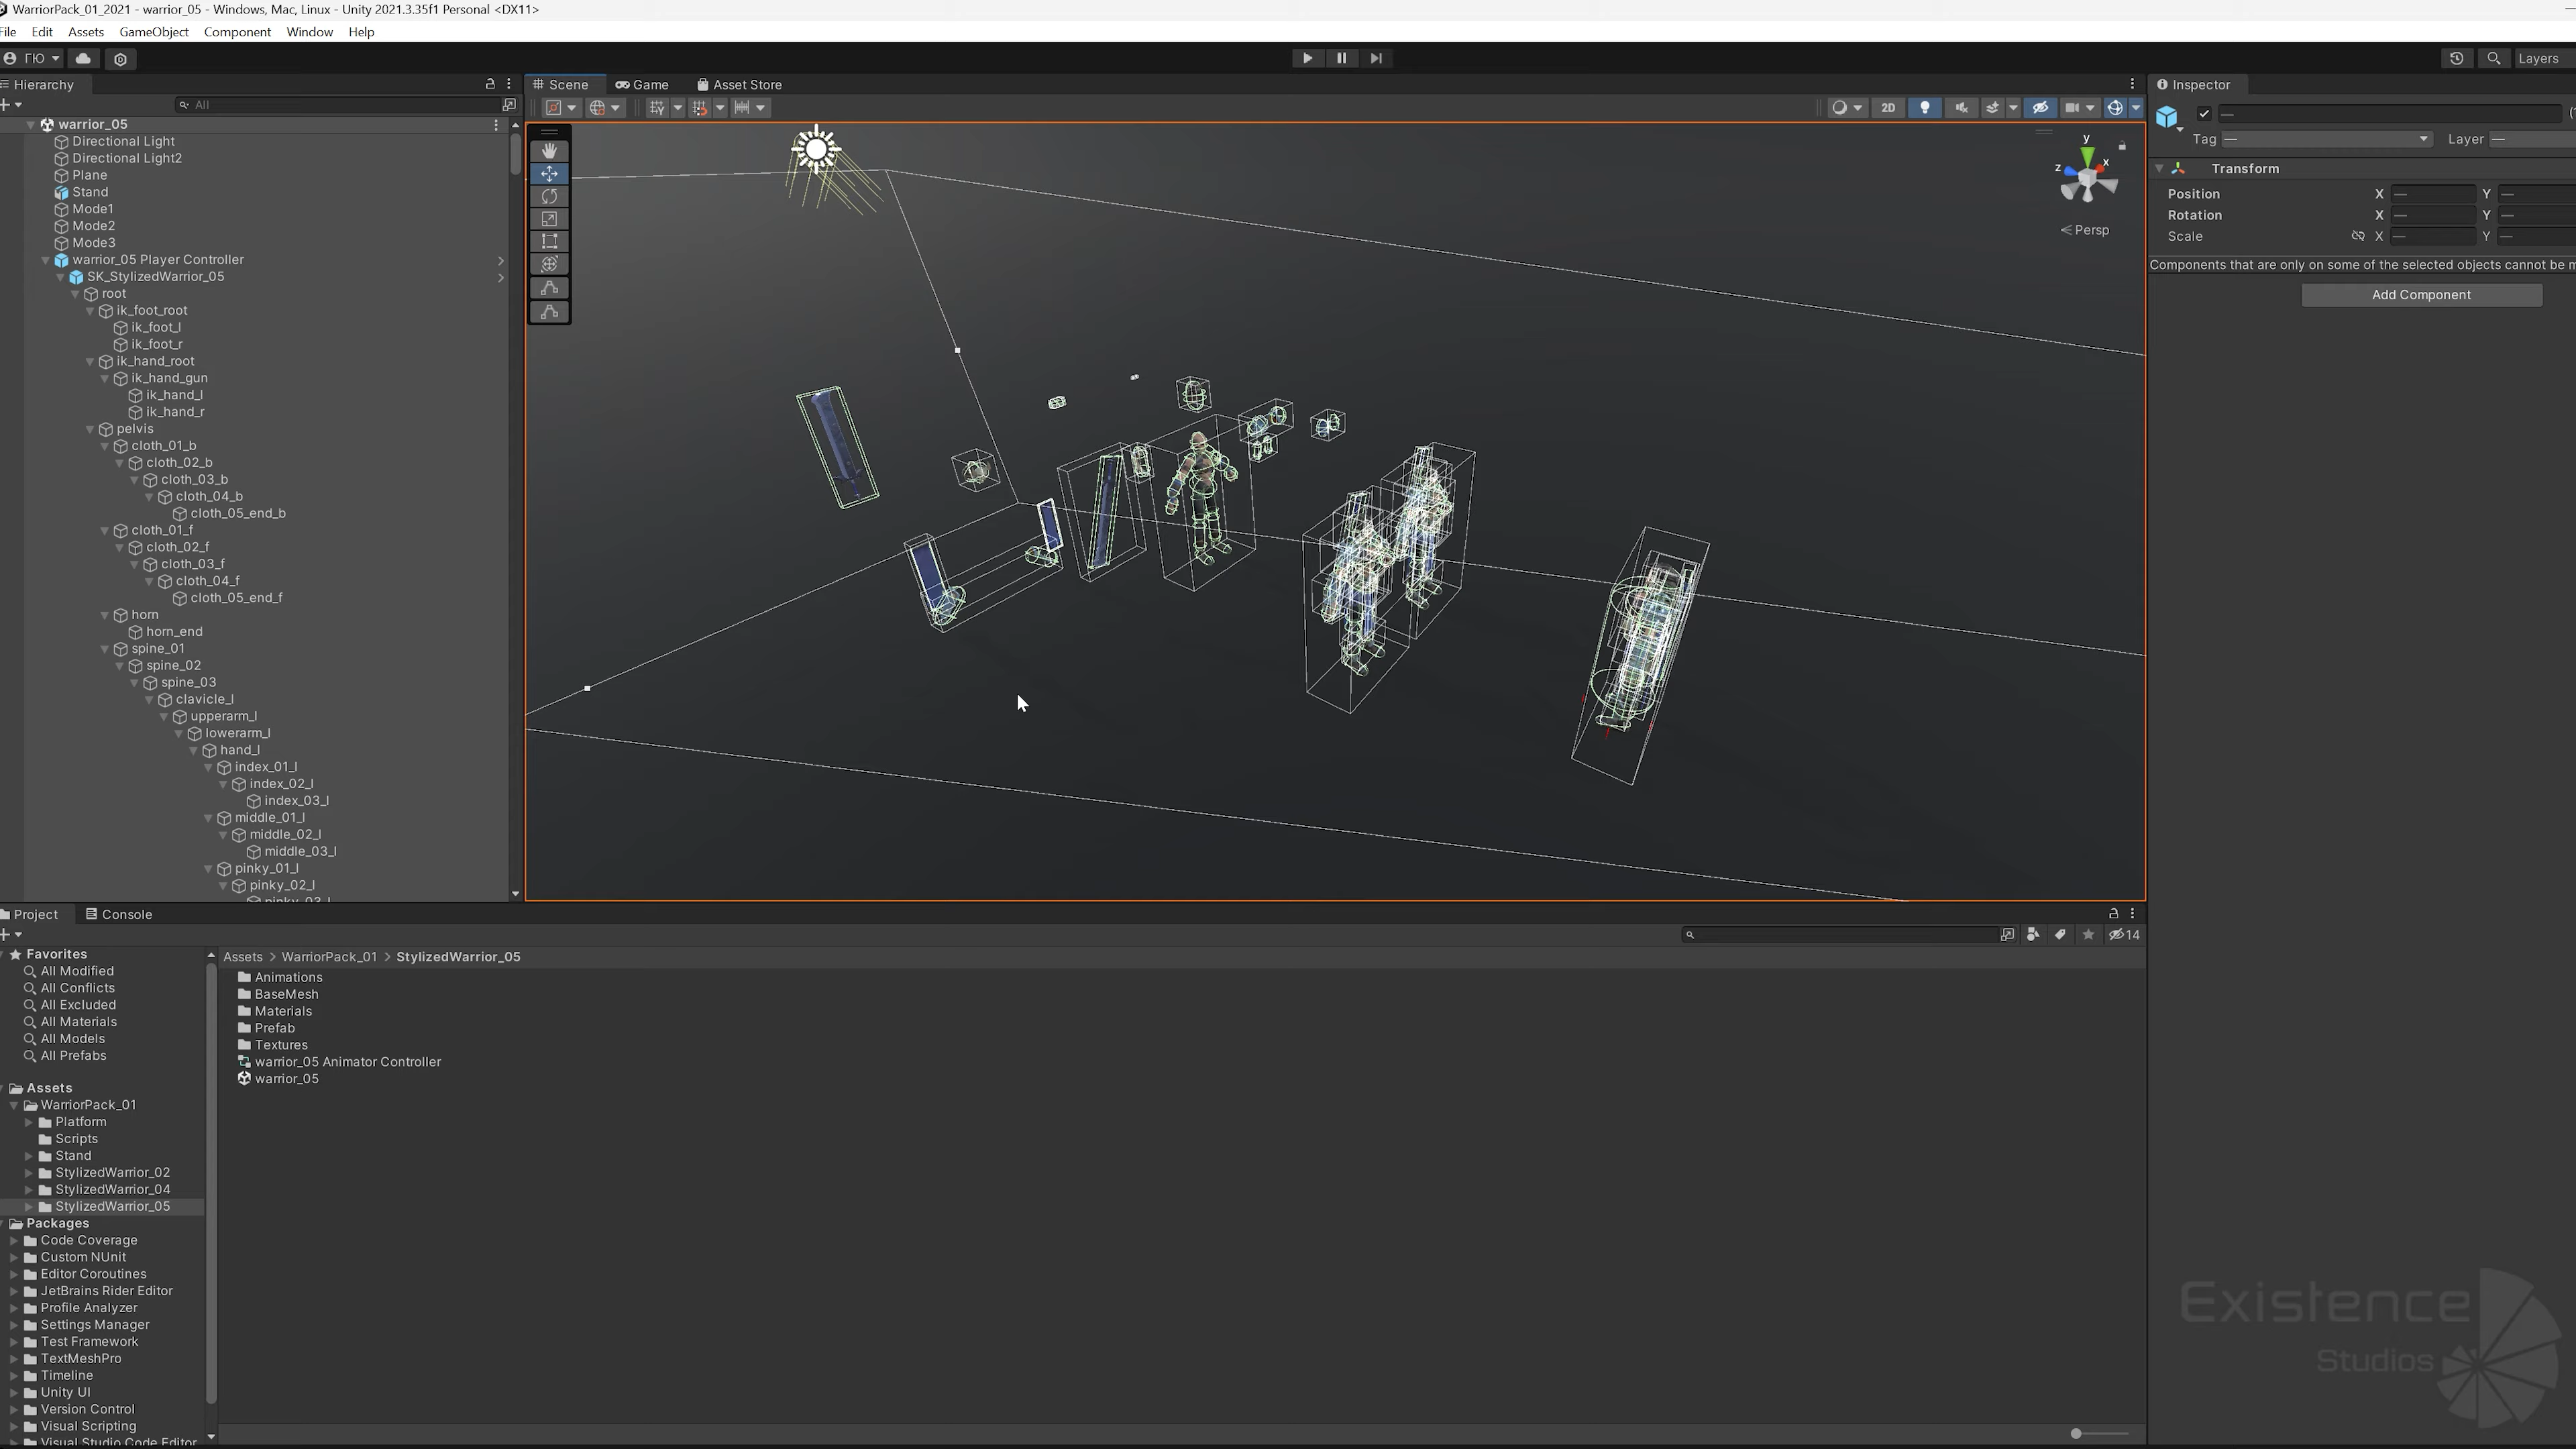 WarriorPack_01_2021 - warrior_05 - Windows, Mac, Linux - Unity 2021.3.35f1 Personal <DX11>
File Edit Assets GameObject Component Window Help
ГЮ
Layers
Hierarchy
All
warrior_05
Directional Light
Directional Light2
Plane
Stand
Mode1
Mode2
Mode3
warrior_05 Player Controller
SK_StylizedWarrior_05
root
ik_foot_root
ik_foot_l
ik_foot_r
ik_hand_root
ik_hand_gun
ik_hand_l
ik_hand_r
pelvis
cloth_01_b
cloth_02_b
cloth_03_b
cloth_04_b
cloth_05_end_b
cloth_01_f
cloth_02_f
cloth_03_f
cloth_04_f
cloth_05_end_f
horn
horn_end
spine_01
spine_02
spine_03
clavicle_l
upperarm_l
lowerarm_l
hand_l
index_01_l
index_02_l
index_03_l
middle_01_l
middle_02_l
middle_03_l
pinky_01_l
pinky_02_l
pinky_03_l
Scene Game Asset Store
2D
y
x
z
Persp
Inspector
Tag — Layer —
Transform
Position X — Y —
Rotation X — Y —
Scale X — Y —
Components that are only on some of the selected objects cannot be m
Add Component
Project Console
14
Favorites
All Modified
All Conflicts
All Excluded
All Materials
All Models
All Prefabs
Assets
WarriorPack_01
Platform
Scripts
Stand
StylizedWarrior_02
StylizedWarrior_04
StylizedWarrior_05
Packages
Code Coverage
Custom NUnit
Editor Coroutines
JetBrains Rider Editor
Profile Analyzer
Settings Manager
Test Framework
TextMeshPro
Timeline
Unity UI
Version Control
Visual Scripting
Visual Studio Code Editor
Assets > WarriorPack_01 > StylizedWarrior_05
Animations
BaseMesh
Materials
Prefab
Textures
warrior_05 Animator Controller
warrior_05
Existence
Studios